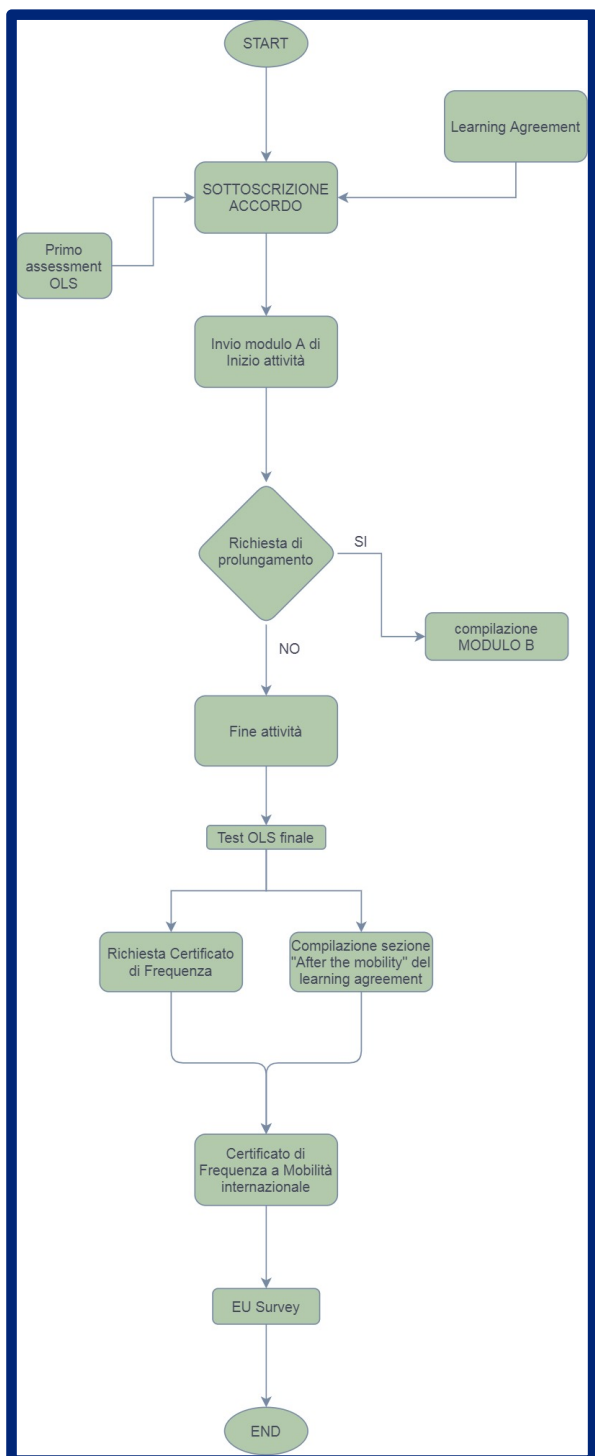 START
Learning Agreement
SOTTOSCRIZIONE
ACCORDO
Primo
assessment
OLS
Invio modulo A di
Inizio attività
Richiesta di
prolungamento
SI
compilazione
MODULO B
NO
Fine attività
Test OLS finale
Richiesta Certificato
di Frequenza
Compilazione sezione
"After the mobility" del
learning agreement
Certificato di
Frequenza a Mobilità
internazionale
EU Survey
END